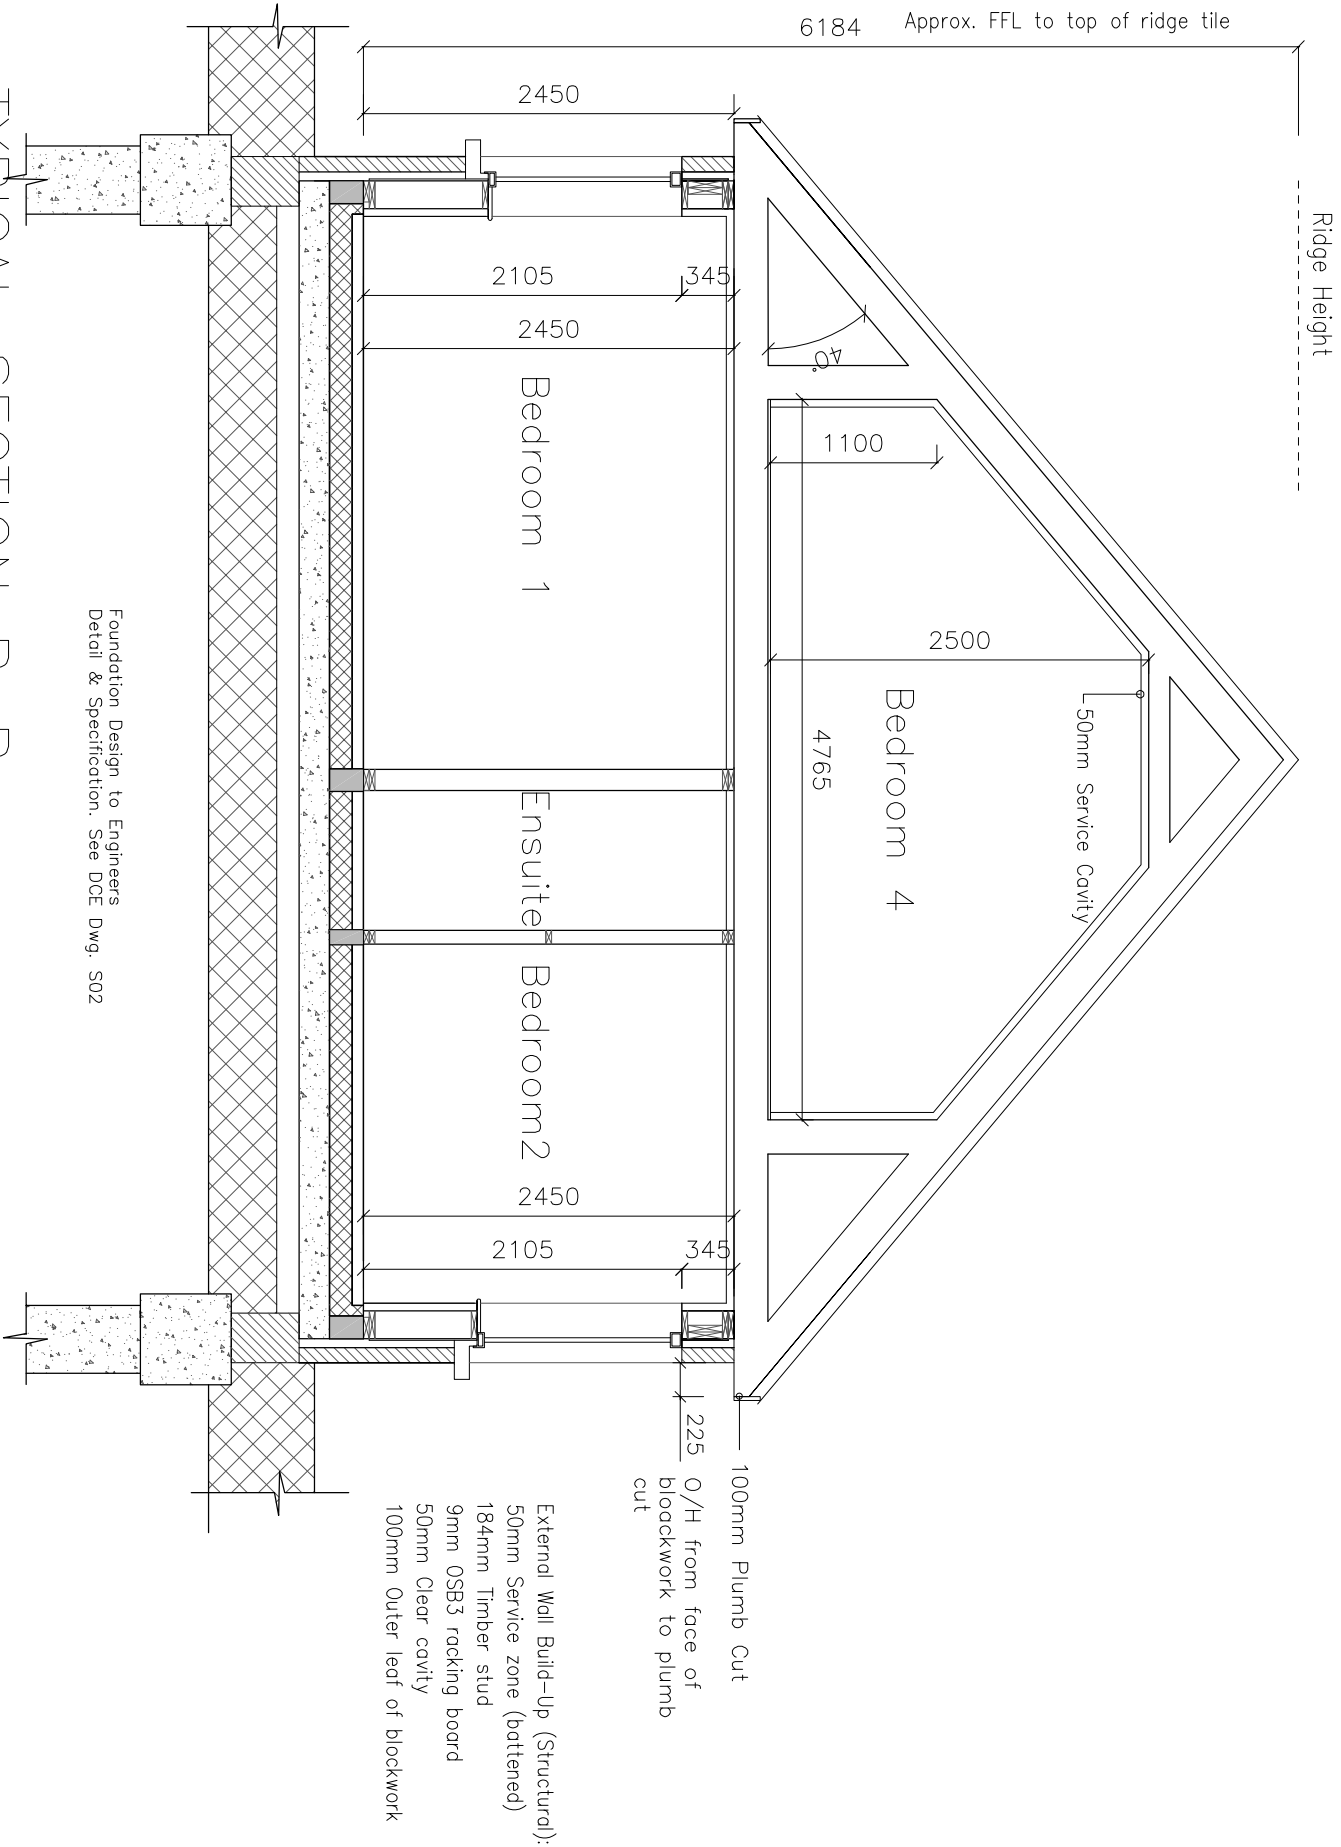 6184
Approx. FFL to top of ridge tile
Ridge Height
2450
2105
345
2450
40°
1100
2500
50mm Service Cavity
Bedroom 4
4765
Bedroom 1
Ensuite
Bedroom2
2450
2105
345
225
100mm Plumb Cut
O/H from face of
bloackwork to plumb
cut
External Wall Build-Up (Structural):
50mm Service zone (battened)
184mm Timber stud
9mm OSB3 racking board
50mm Clear cavity
100mm Outer leaf of blockwork
Foundation Design to Engineers
Detail & Specification. See DCE Dwg. S02
TYPICAL SECTION